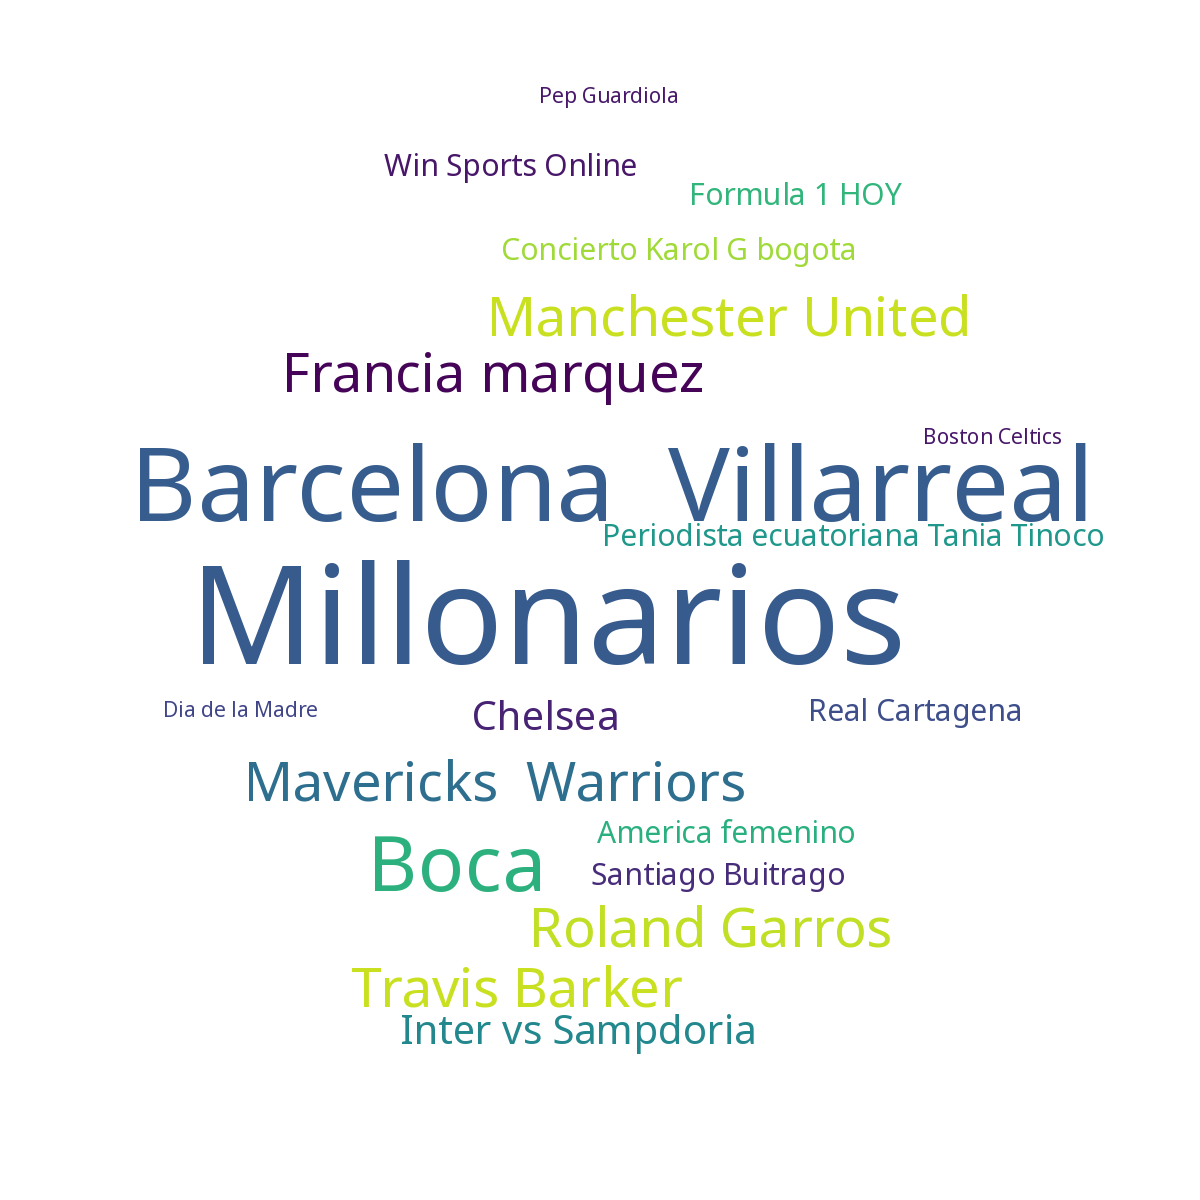 Pep Guardiola
Win Sports Online
Formula 1 HOY
Concierto Karol G bogota
Manchester United
Francia marquez
Boston Celtics
Barcelona Villarreal
Periodista ecuatoriana Tania Tinoco
Millonarios
Dia de la Madre
Chelsea
Real Cartagena
Mavericks Warriors
America femenino
Boca
Santiago Buitrago
Roland Garros
Travis Barker
Inter vs Sampdoria